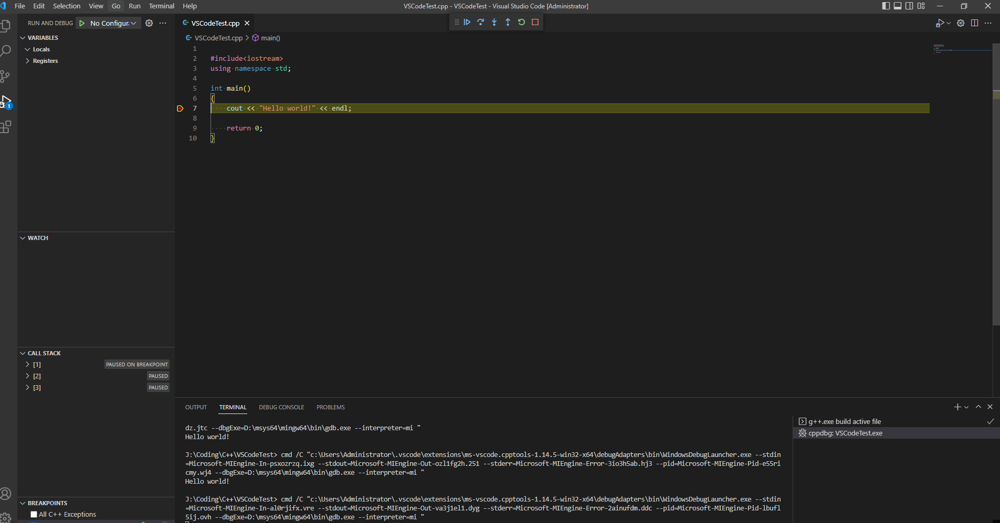 File Edit Selection View Go Run Terminal Help
VSCodeTest.cpp - VSCodeTest - Visual Studio Code [Administrator]
RUN AND DEBUG
No Configur
VSCodeTest.cpp
VARIABLES
Locals
Registers
VSCodeTest.cpp > main()
1
2 #include<iostream>
3 using namespace std;
4
5 int main()
6 {
7 cout << "Hello world!" << endl;
8
9 return 0;
10 }
1
WATCH
CALL STACK
[1] PAUSED ON BREAKPOINT
[2] PAUSED
[3] PAUSED
BREAKPOINTS
All C++ Exceptions
OUTPUT TERMINAL DEBUG CONSOLE PROBLEMS
dz.jtc --dbgExe=D:\msys64\mingw64\bin\gdb.exe --interpreter=mi "
Hello world!
J:\Coding\C++\VSCodeTest> cmd /C "c:\Users\Administrator\.vscode\extensions\ms-vscode.cpptools-1.14.5-win32-x64\debugAdapters\bin\WindowsDebugLauncher.exe --stdin
=Microsoft-MIEngine-In-psxozrzq.ixg --stdout=Microsoft-MIEngine-Out-ozl1fg2h.251 --stderr=Microsoft-MIEngine-Error-3io3h5ab.hj3 --pid=Microsoft-MIEngine-Pid-e55ri
cmy.wj4 --dbgExe=D:\msys64\mingw64\bin\gdb.exe --interpreter=mi "
Hello world!
J:\Coding\C++\VSCodeTest> cmd /C "c:\Users\Administrator\.vscode\extensions\ms-vscode.cpptools-1.14.5-win32-x64\debugAdapters\bin\WindowsDebugLauncher.exe --stdin
=Microsoft-MIEngine-In-al0rjifx.vre --stdout=Microsoft-MIEngine-Out-va3j1el1.dyg --stderr=Microsoft-MIEngine-Error-2ainufdm.ddc --pid=Microsoft-MIEngine-Pid-lbufl
5ij.ovh --dbgExe=D:\msys64\mingw64\bin\gdb.exe --interpreter=mi "
g++.exe build active file
cppdbg: VSCodeTest.exe